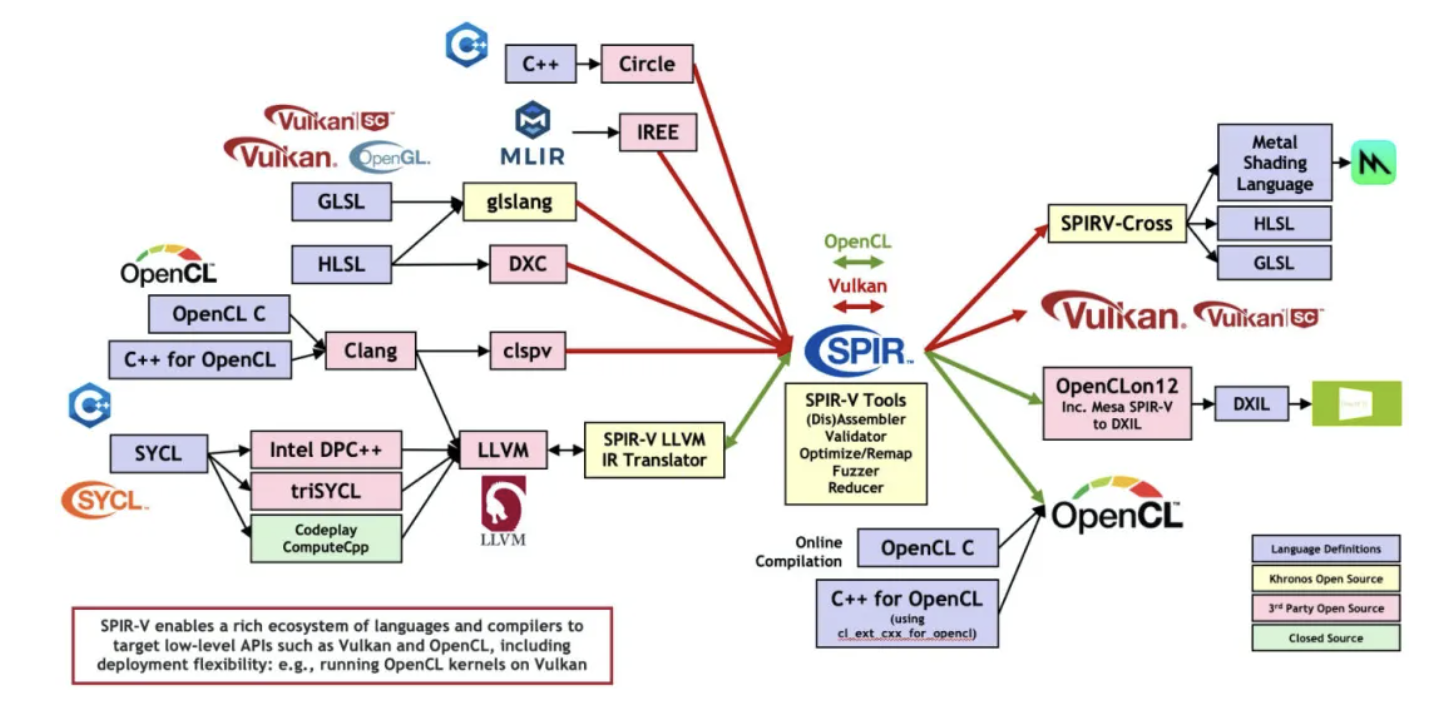 C++
C++
Circle
MLIR
IREE
Vulkan SC™
Vulkan®
OpenGL®
GLSL
glslang
HLSL
DXC
OpenCL
OpenCL C
C++ for OpenCL
Clang
clspv
C++
SYCL
SYCL™
Intel DPC++
triSYCL
Codeplay
ComputeCpp
LLVM
LLVM
SPIR-V LLVM
IR Translator
OpenCL
Vulkan
SPIR™
SPIR-V Tools
(Dis)Assembler
Validator
Optimize/Remap
Fuzzer
Reducer
SPIRV-Cross
Metal
Shading
Language
HLSL
GLSL
Vulkan®
Vulkan SC™
OpenCLon12
Inc. Mesa SPIR-V
to DXIL
DXIL
OpenCL™
Online
Compilation
OpenCL C
C++ for OpenCL
(using
cl_ext_cxx_for_opencl)
Language Definitions
Khronos Open Source
3rd Party Open Source
Closed Source
SPIR-V enables a rich ecosystem of languages and compilers to
target low-level APIs such as Vulkan and OpenCL, including
deployment flexibility: e.g., running OpenCL kernels on Vulkan